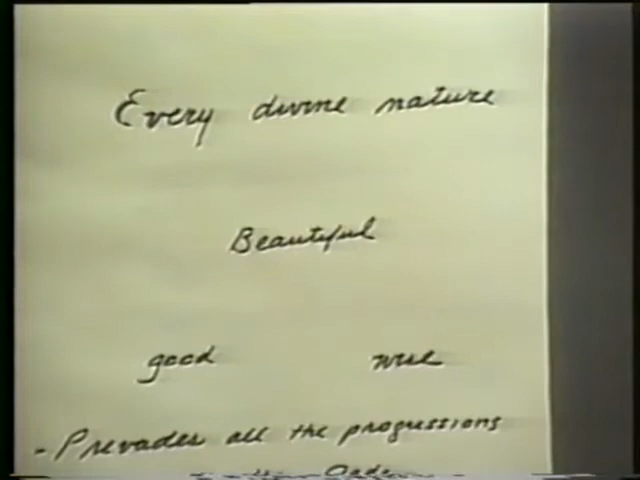 Every divine nature
Beautiful
good wise
- Prevades all the progressions